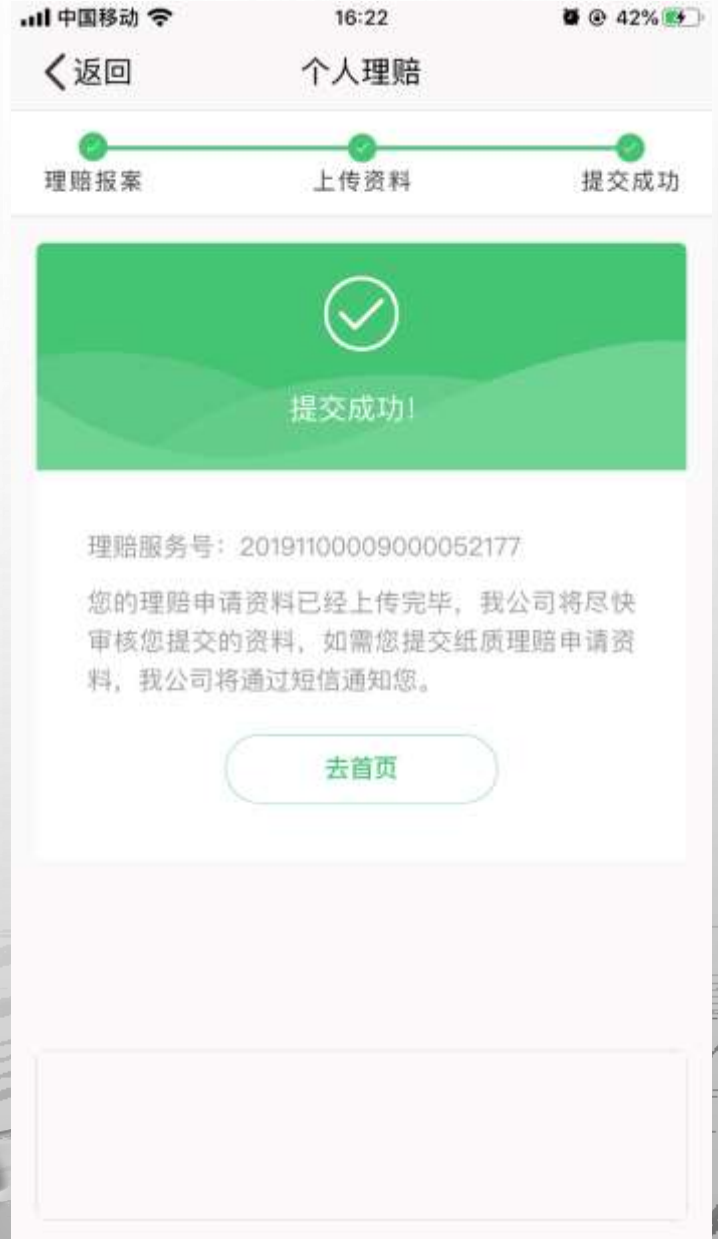 中国移动 16:22 42%
返回 个人理赔
理赔报案 上传资料 提交成功
提交成功!
理赔服务号：20191100009000052177
您的理赔申请资料已经上传完毕，我公司将尽快
审核您提交的资料，如需您提交纸质理赔申请资
料，我公司将通过短信通知您。
去首页